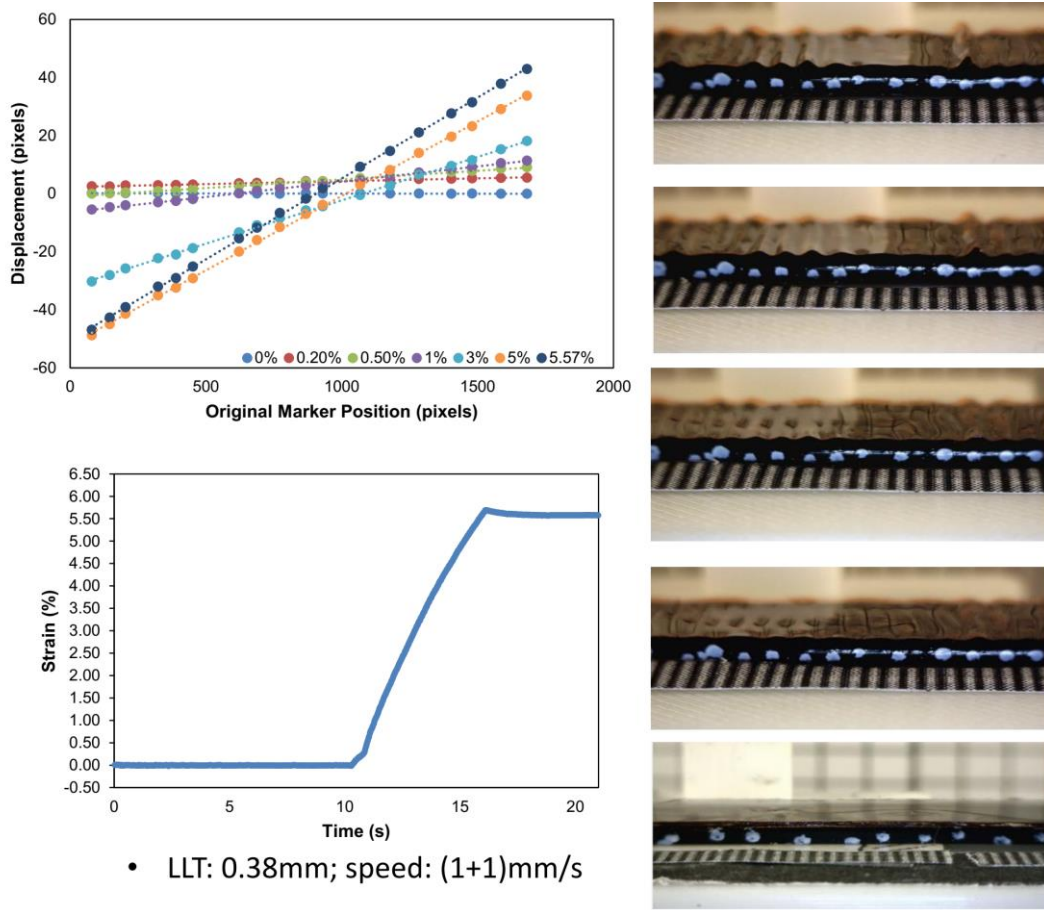 60
40
20
0
-20
-40
-60
Displacement (pixels)
0% 0.20% 0.50% 1% 3% 5% 5.57%
0 500 1000 1500 2000
Original Marker Position (pixels)
6.50
6.00
5.50
5.00
4.50
4.00
3.50
3.00
2.50
2.00
1.50
1.00
0.50
0.00
-0.50
Strain (%)
0 5 10 15 20
Time (s)
• LLT: 0.38mm; speed: (1+1)mm/s